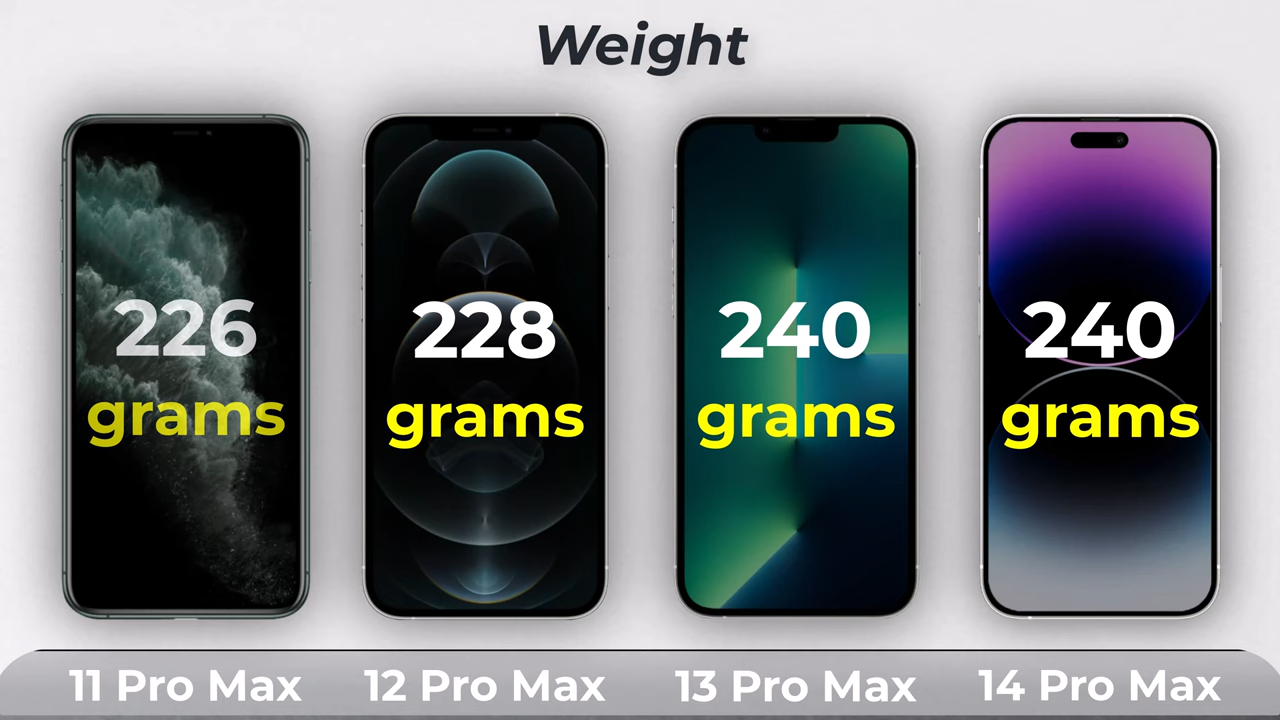 Weight
226
grams
228
grams
240
grams
240
grams
11 Pro Max
12 Pro Max
13 Pro Max
14 Pro Max